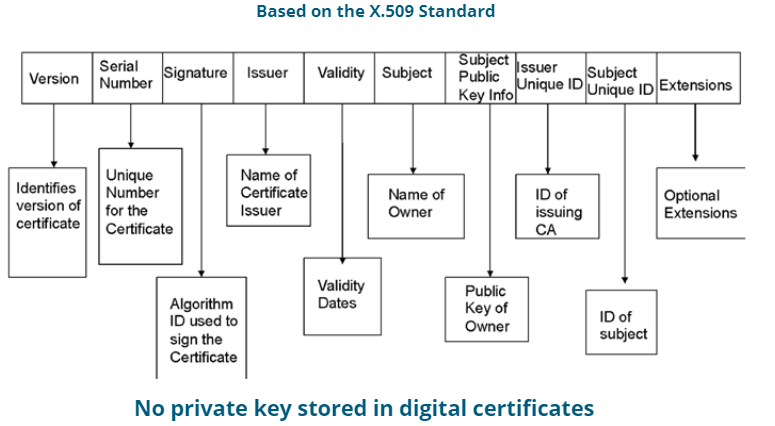 Based on the X.509 Standard
Version
Serial
Number
Signature
Issuer
Validity
Subject
Subject
Public
Key Info
Issuer
Unique ID
Subject
Unique ID
Extensions
Identifies
version of
certificate
Unique
Number
for the
Certificate
Algorithm
ID used to
sign the
Certificate
Name of
Certificate
Issuer
Validity
Dates
Name of
Owner
Public
Key of
Owner
ID of
issuing
CA
ID of
subject
Optional
Extensions
No private key stored in digital certificates